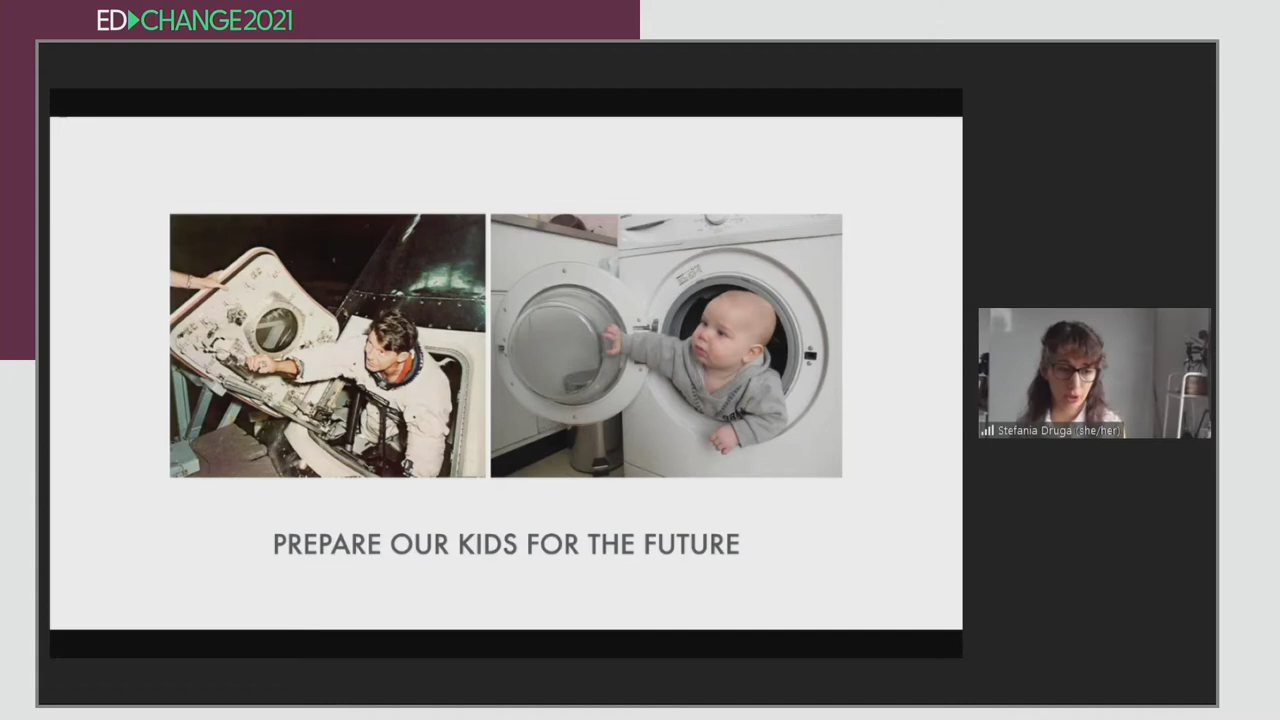 ED▶CHANGE2021
PREPARE OUR KIDS FOR THE FUTURE
Stefania Druga (she/her)